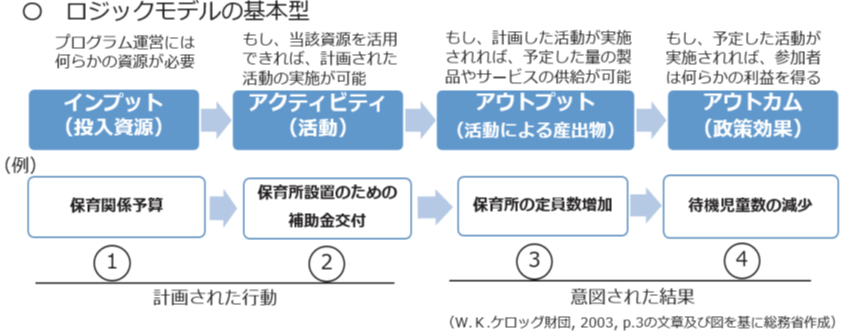 ○ ロジックモデルの基本型
プログラム運営には
何らかの資源が必要
もし、当該資源を活用
できれば、計画された
活動の実施が可能
もし、計画した活動が実施
されれば、予定した量の製
品やサービスの供給が可能
もし、予定した活動が
実施されれば、参加者
は何らかの利益を得る
インプット
（投入資源）
アクティビティ
（活動）
アウトプット
（活動による産出物）
アウトカム
（政策効果）
（例）
保育関係予算
保育所設置のための
補助金交付
保育所の定員数増加
待機児童数の減少
①
②
③
④
計画された行動
意図された結果
（W.K.ケロッグ財団, 2003, p.3の文章及び図を基に総務省作成）